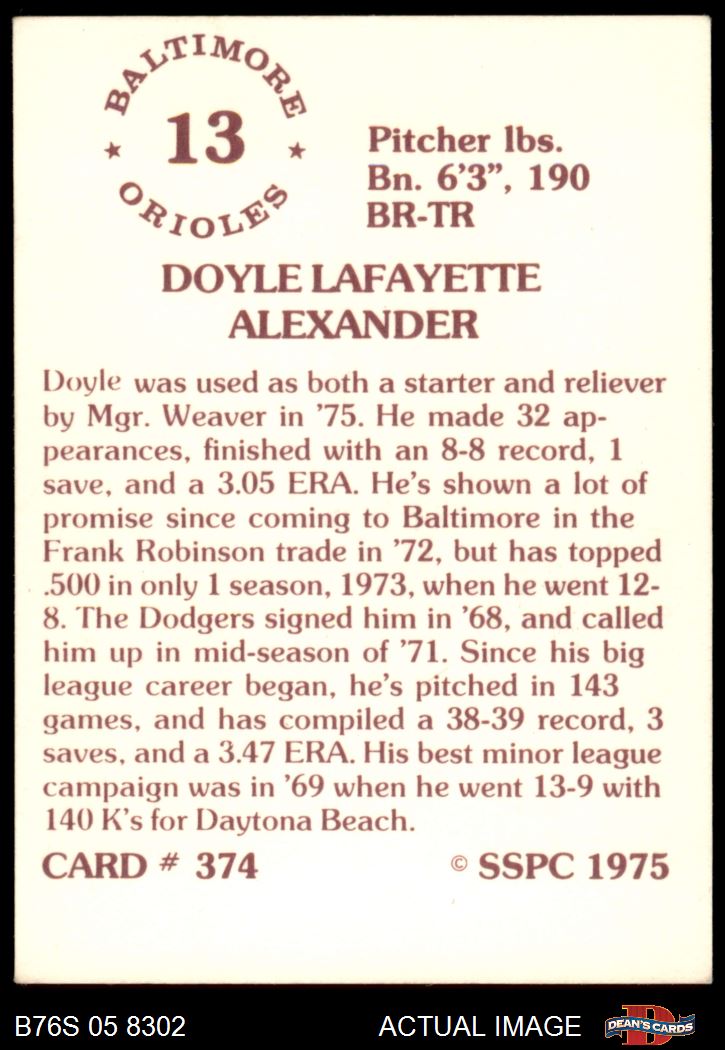 BALTIMORE
13
ORIOLES
Pitcher lbs.
Bn. 6'3", 190
BR-TR
DOYLE LAFAYETTE
ALEXANDER
Doyle was used as both a starter and reliever
by Mgr. Weaver in '75. He made 32 ap-
pearances, finished with an 8-8 record, 1
save, and a 3.05 ERA. He's shown a lot of
promise since coming to Baltimore in the
Frank Robinson trade in '72, but has topped
.500 in only 1 season, 1973, when he went 12-
8. The Dodgers signed him in '68, and called
him up in mid-season of '71. Since his big
league career began, he's pitched in 143
games, and has compiled a 38-39 record, 3
saves, and a 3.47 ERA. His best minor league
campaign was in '69 when he went 13-9 with
140 K's for Daytona Beach.
CARD # 374 © SSPC 1975
B76S 05 8302 ACTUAL IMAGE DEAN'S CARDS